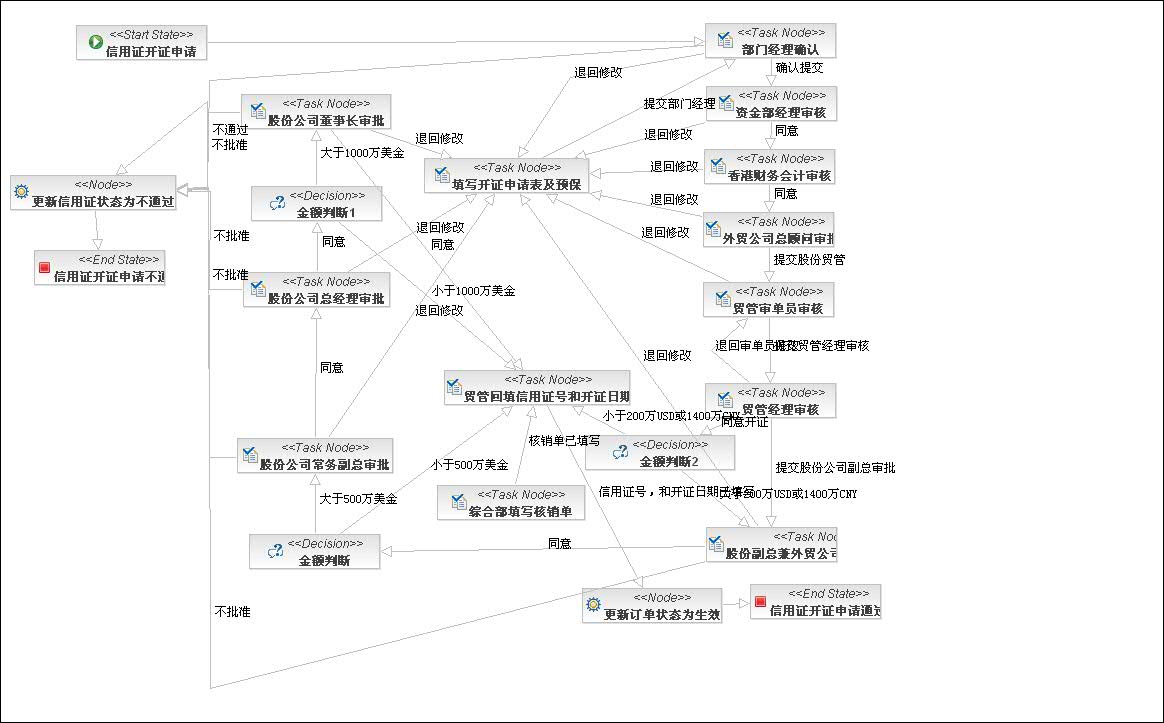 <<Start State>>
信用证开证申请
<<Task Node>>
部门经理确认
确认提交
退回修改
<<Task Node>>
股份公司董事长审批
<<Task Node>>
资金部经理审核
提交部门经理
不通过
不批准
退回修改
退回修改
同意
大于1000万美金
<<Task Node>>
填写开证申请表及预保
退回修改
<<Task Node>>
香港财务会计审核
<<Node>>
更新信用证状态为不通过
<<Decision>>
金额判断1
退回修改
同意
<<Task Node>>
外贸公司总顾问审批
不批准
同意
退回修改
同意
退回修改
<<End State>>
信用证开证申请不
提交股份贸管
不批准
<<Task Node>>
股份公司总经理审批
小于1000万美金
<<Task Node>>
贸管审单员审核
退回修改
退回审单员修改
提交贸管经理审核
退回修改
同意
<<Task Node>>
贸管回填信用证号和开证日期
<<Task Node>>
贸管经理审核
小于200万USD或1400万CNY
同意开证
核销单已填写
<<Decision>>
金额判断2
<<Task Node>>
股份公司常务副总审批
小于500万美金
提交股份公司副总审批
大于500万美金
<<Task Node>>
综合部填写核销单
信用证号，和开证日期已填写
200万USD或1400万CNY
<<Decision>>
金额判断
同意
<<Task No
股份副总兼外贸公司
不批准
<<Node>>
更新订单状态为生效
<<End State>>
信用证开证申请通过